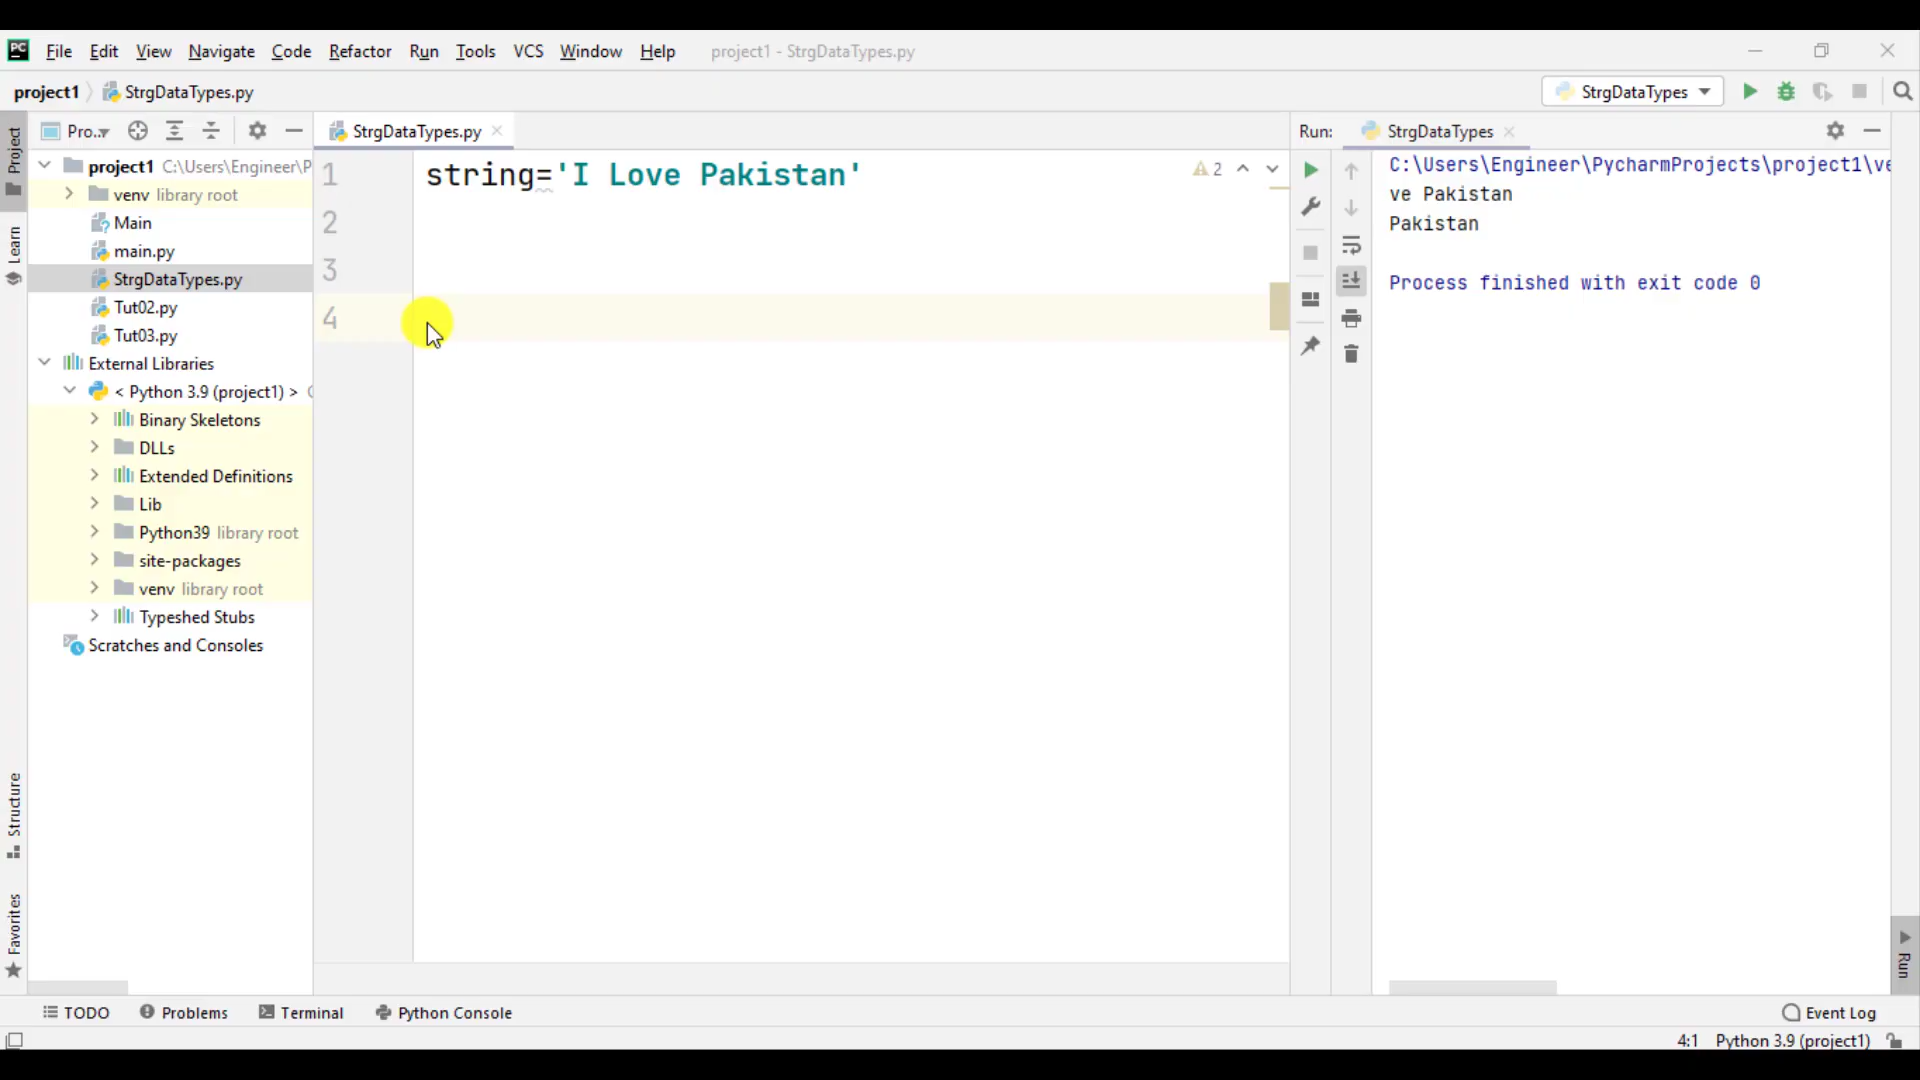 PC File Edit View Navigate Code Refactor Run Tools VCS Window Help project1 - StrgDataTypes.py
project1 StrgDataTypes.py StrgDataTypes
Project
Learn
Structure
Favorites
Pro..
project1 C:\Users\Engineer\P
venv library root
Main
main.py
StrgDataTypes.py
Tut02.py
Tut03.py
External Libraries
< Python 3.9 (project1) >
Binary Skeletons
DLLs
Extended Definitions
Lib
Python39 library root
site-packages
venv library root
Typeshed Stubs
Scratches and Consoles
StrgDataTypes.py
1 string='I Love Pakistan'
2
3
4
2
Run: StrgDataTypes
C:\Users\Engineer\PycharmProjects\project1\ve
ve Pakistan
Pakistan
Process finished with exit code 0
Run
TODO Problems Terminal Python Console Event Log
4:1 Python 3.9 (project1)